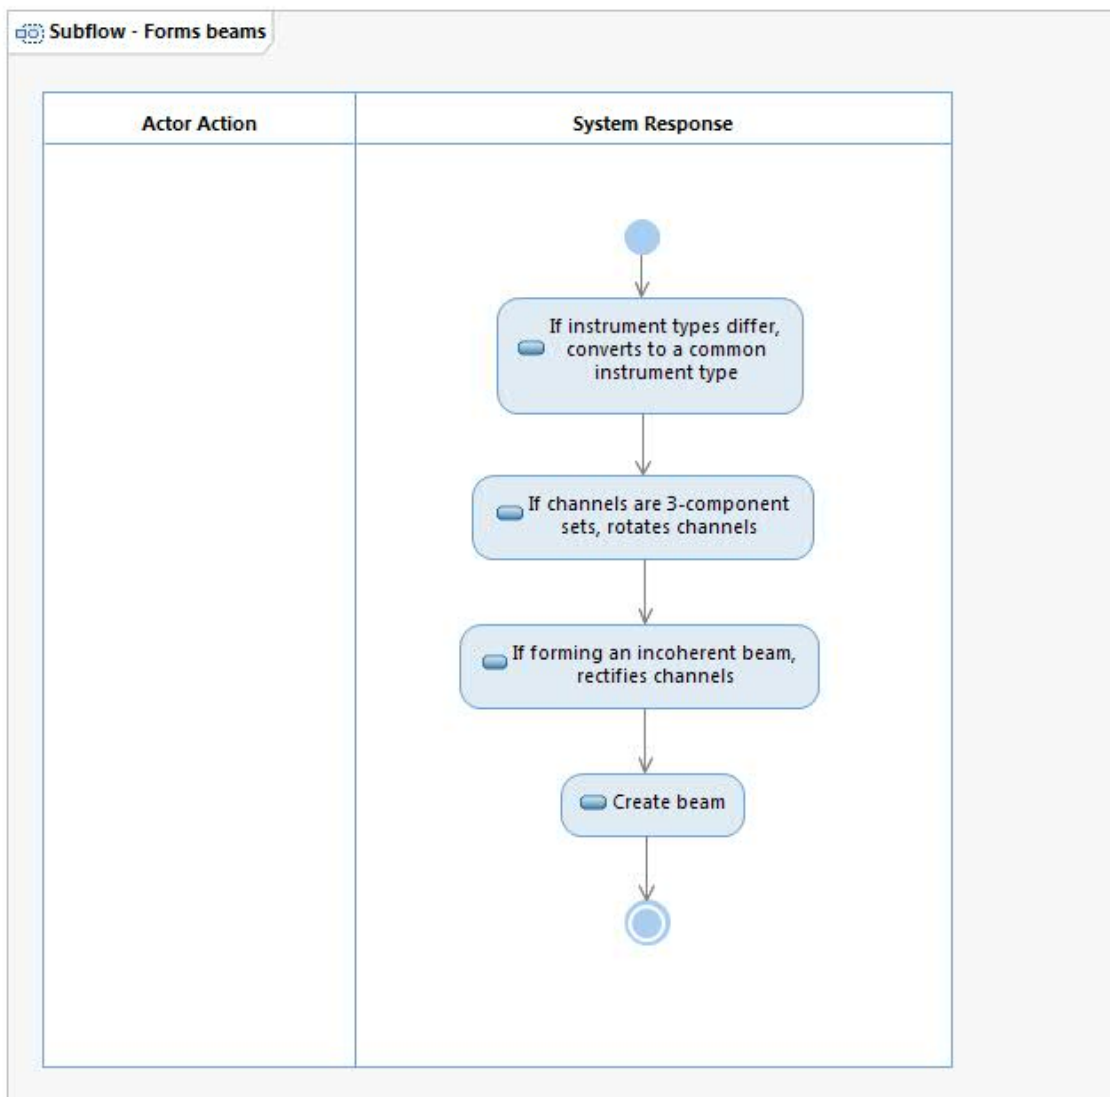 Subflow - Forms beams
Actor Action
System Response
If instrument types differ,
converts to a common
instrument type
If channels are 3-component
sets, rotates channels
If forming an incoherent beam,
rectifies channels
Create beam